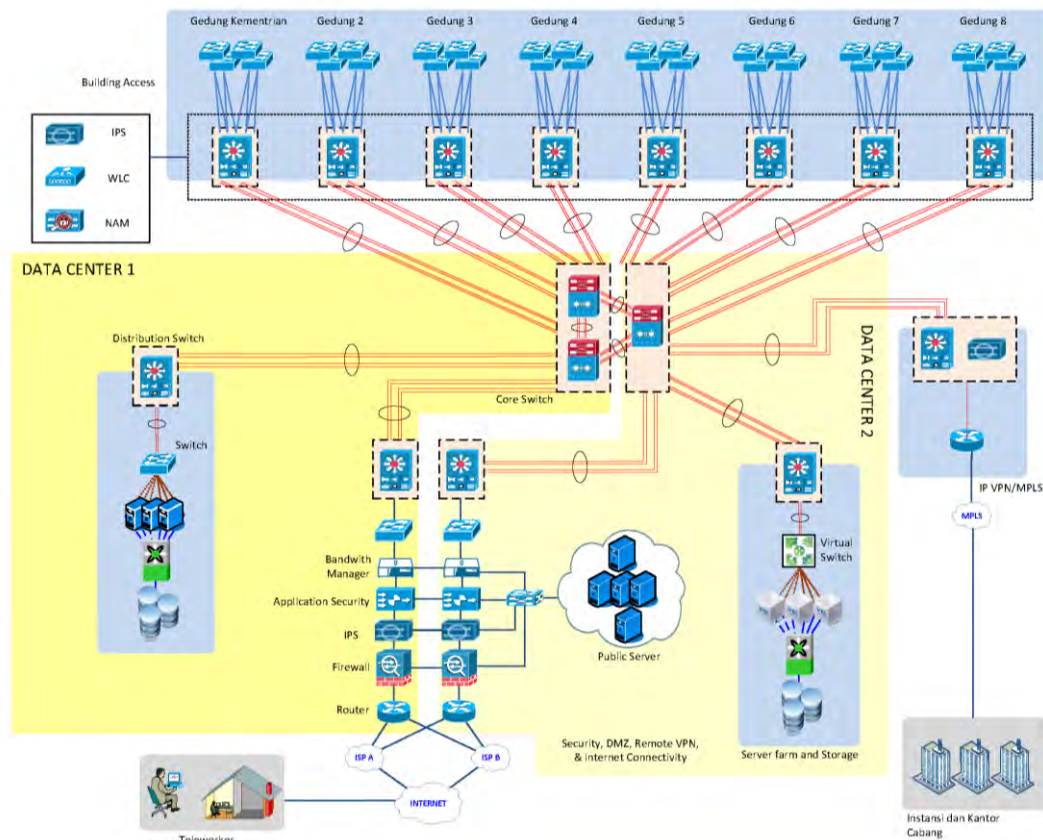 Gedung Kementrian
Gedung 2
Gedung 3
Gedung 4
Gedung 5
Gedung 6
Gedung 7
Gedung 8
Building Access
IPS
WLC
NAM
DATA CENTER 1
Distribution Switch
Core Switch
DATA CENTER 2
Switch
IP VPN/MPLS
MPLS
Virtual
Switch
Bandwith
Manager
Application Security
IPS
Public Server
Firewall
Router
ISP A
ISP B
Security, DMZ, Remote VPN,
& Internet Connectivity
Server farm and Storage
INTERNET
Teleworker
Instansi dan Kantor
Cabang